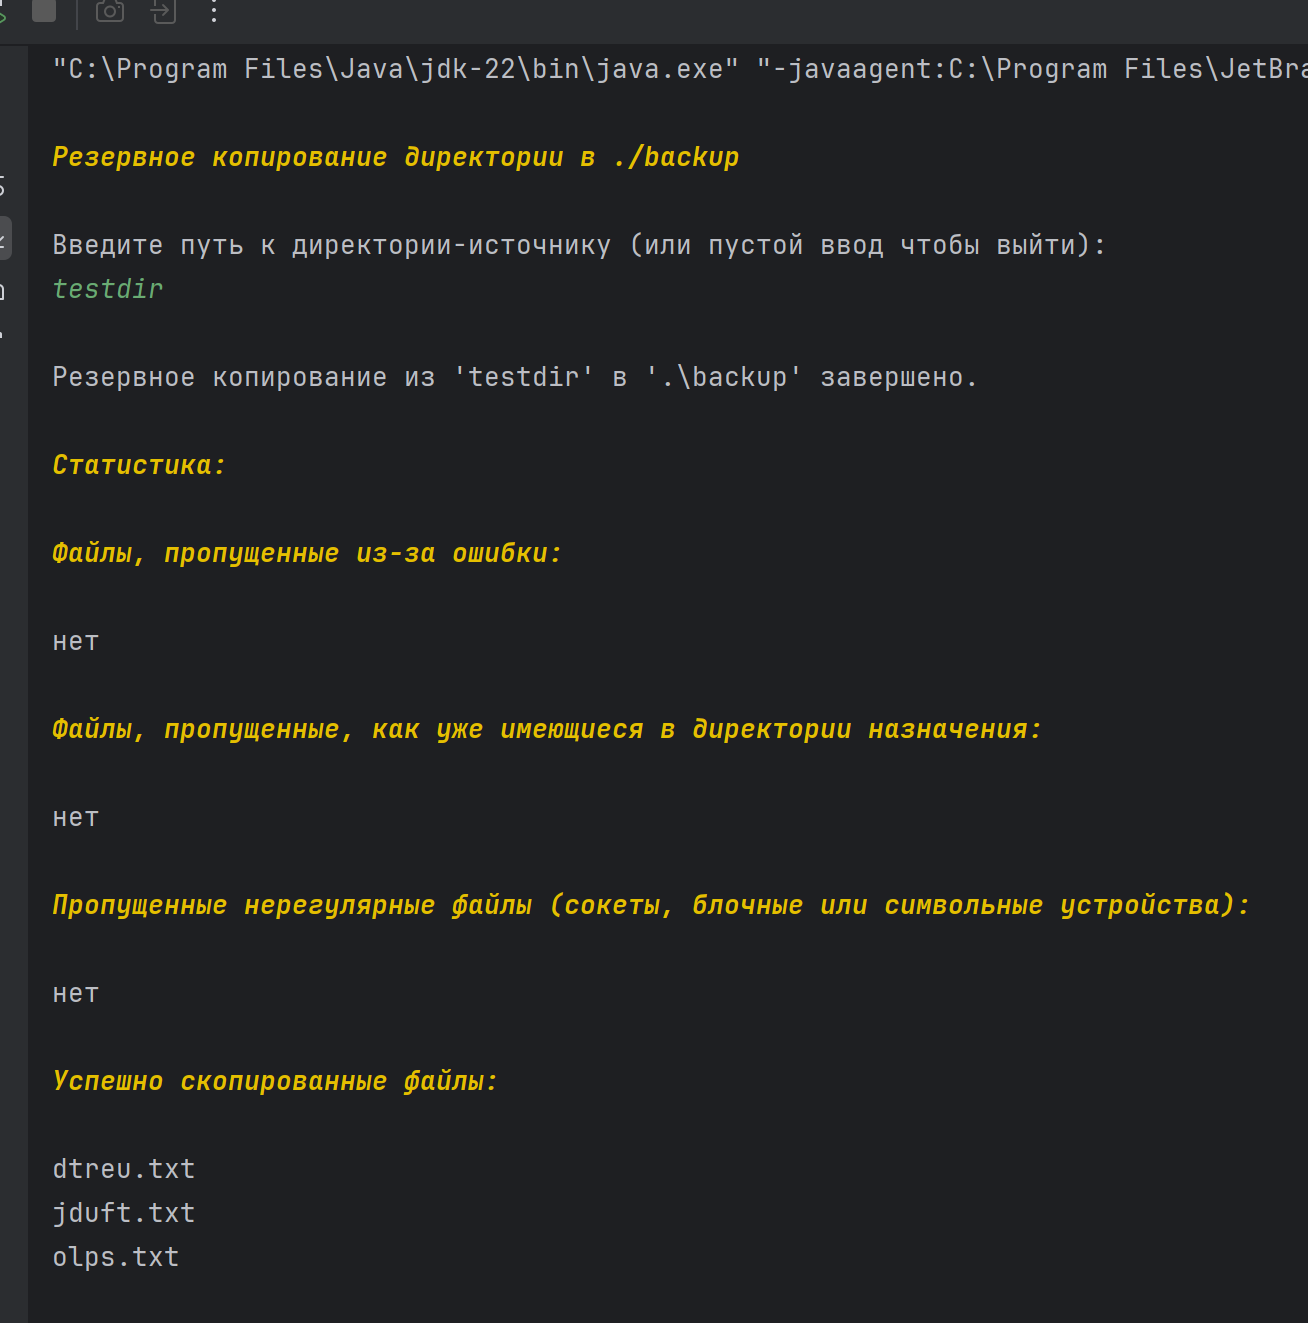 "C:\Program Files\Java\jdk-22\bin\java.exe" "-javaagent:C:\Program Files\JetBra
Резервное копирование директории в ./backup
Введите путь к директории-источнику (или пустой ввод чтобы выйти):
testdir
Резервное копирование из 'testdir' в '.\backup' завершено.
Статистика:
Файлы, пропущенные из-за ошибки:
нет
Файлы, пропущенные, как уже имеющиеся в директории назначения:
нет
Пропущенные нерегулярные файлы (сокеты, блочные или символьные устройства):
нет
Успешно скопированные файлы:
dtreu.txt
jduft.txt
olps.txt